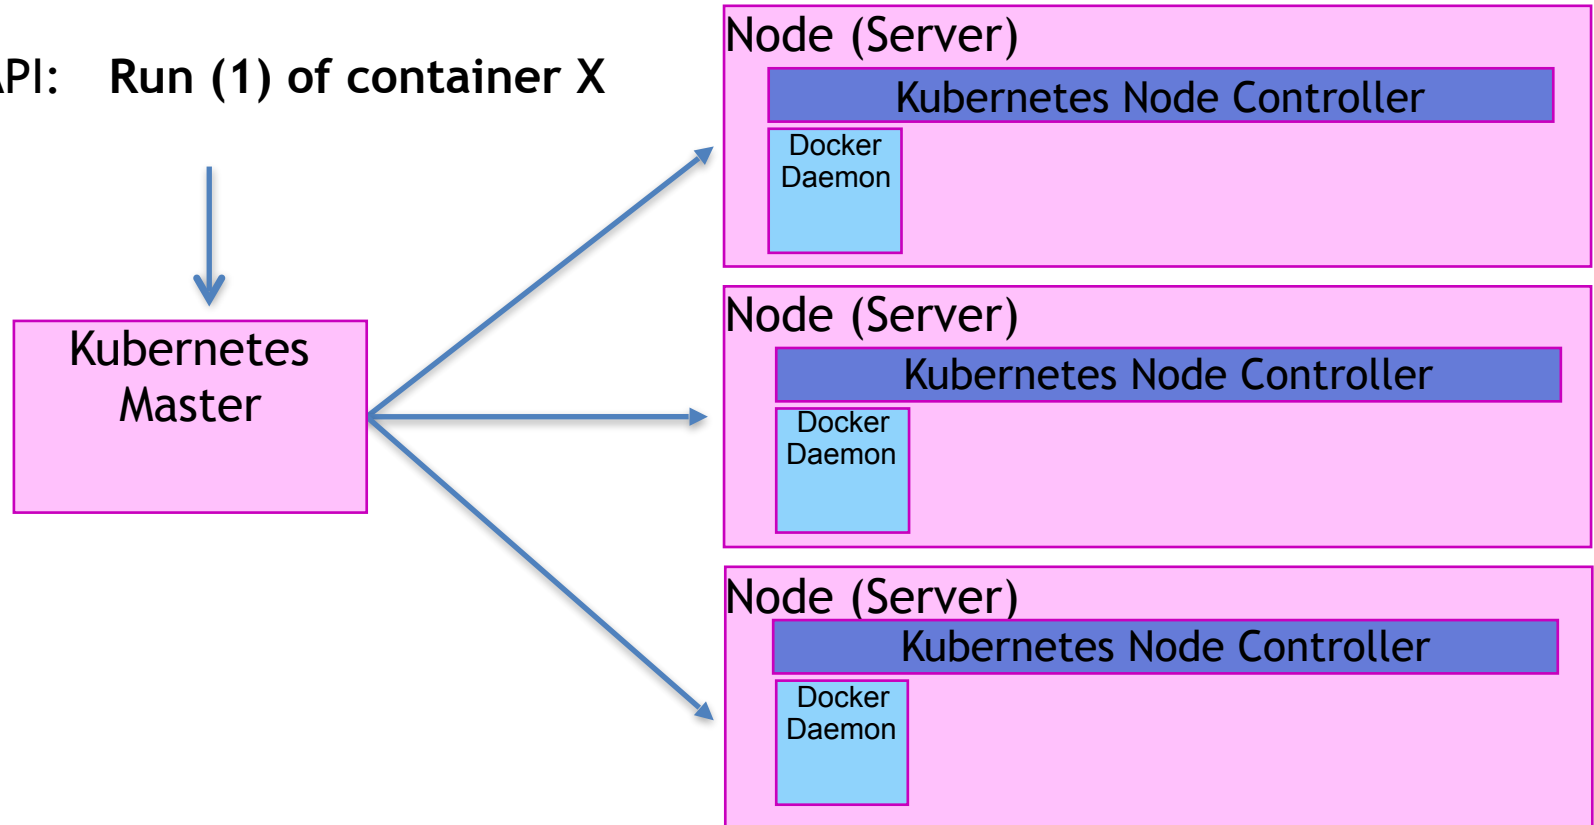 PI: Run (1) of container X
Kubernetes
Master
Node (Server)
Kubernetes Node Controller
Docker
Daemon
Node (Server)
Kubernetes Node Controller
Docker
Daemon
Node (Server)
Kubernetes Node Controller
Docker
Daemon